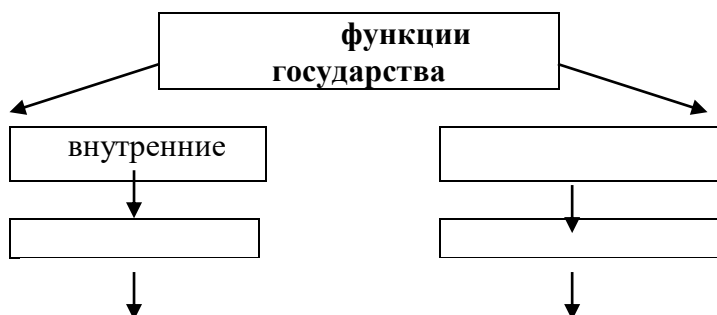 функции
государства
внутренние